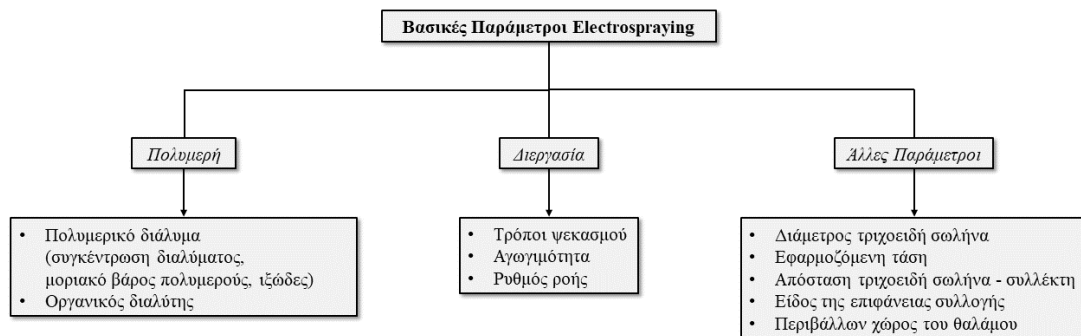 Βασικές Παράμετροι Electrospraying
Πολυμερή
Διεργασία
Άλλες Παράμετροι
• Πολυμερικό διάλυμα
(συγκέντρωση διαλύματος,
μοριακό βάρος πολυμερούς, ιξώδες)
• Οργανικός διαλύτης
• Τρόποι ψεκασμού
• Αγωγιμότητα
• Ρυθμός ροής
• Διάμετρος τριχοειδή σωλήνα
• Εφαρμοζόμενη τάση
• Απόσταση τριχοειδή σωλήνα - συλλέκτη
• Είδος της επιφάνειας συλλογής
• Περιβάλλων χώρος του θαλάμου